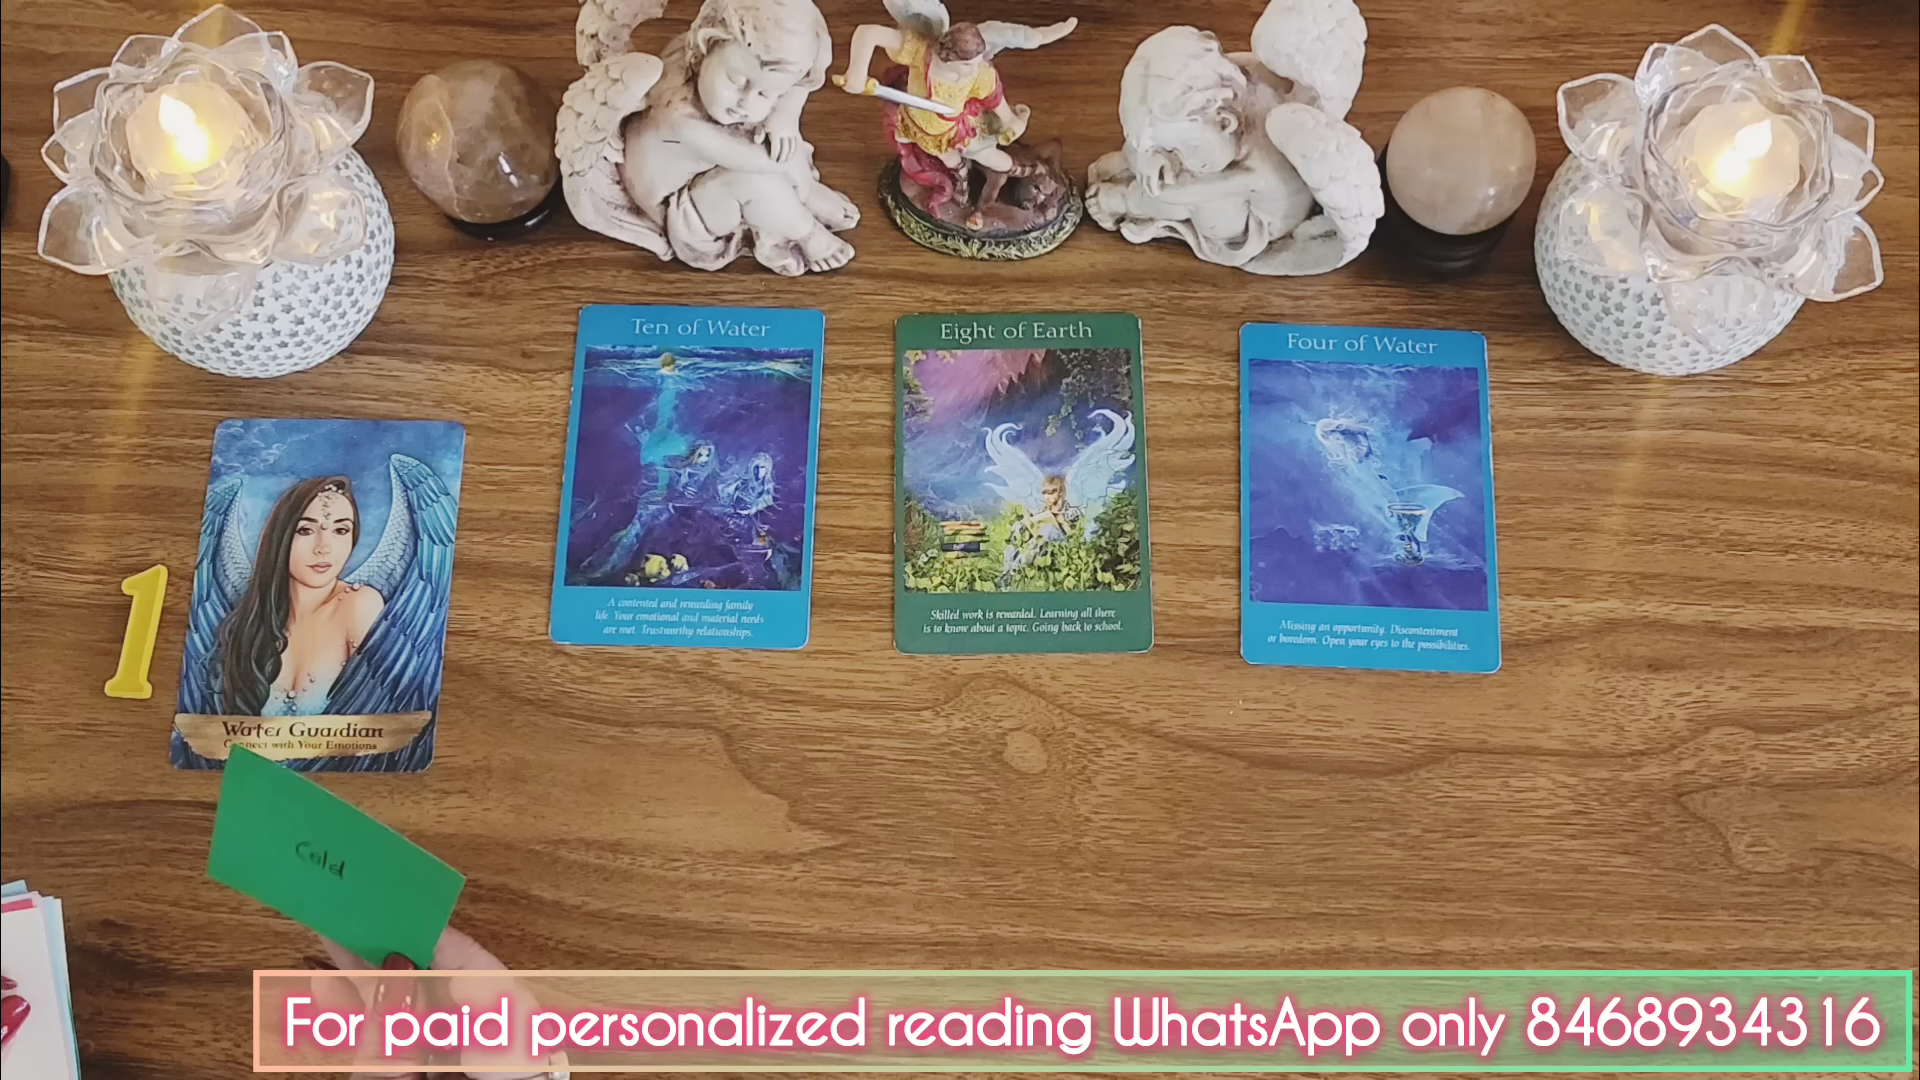 Ten of Water
A contented and rewarding family
life. Your emotional and material needs
are met. Trustworthy relationships.
Eight of Earth
Skilled work is rewarded. Learning all there
is to know about a topic. Going back to school.
Four of Water
Missing an opportunity. Discontentment
or boredom. Open your eyes to the possibilities.
1
Water Guardian
Connect with Your Emotions
Cold
For paid personalized reading WhatsApp only 8468934316